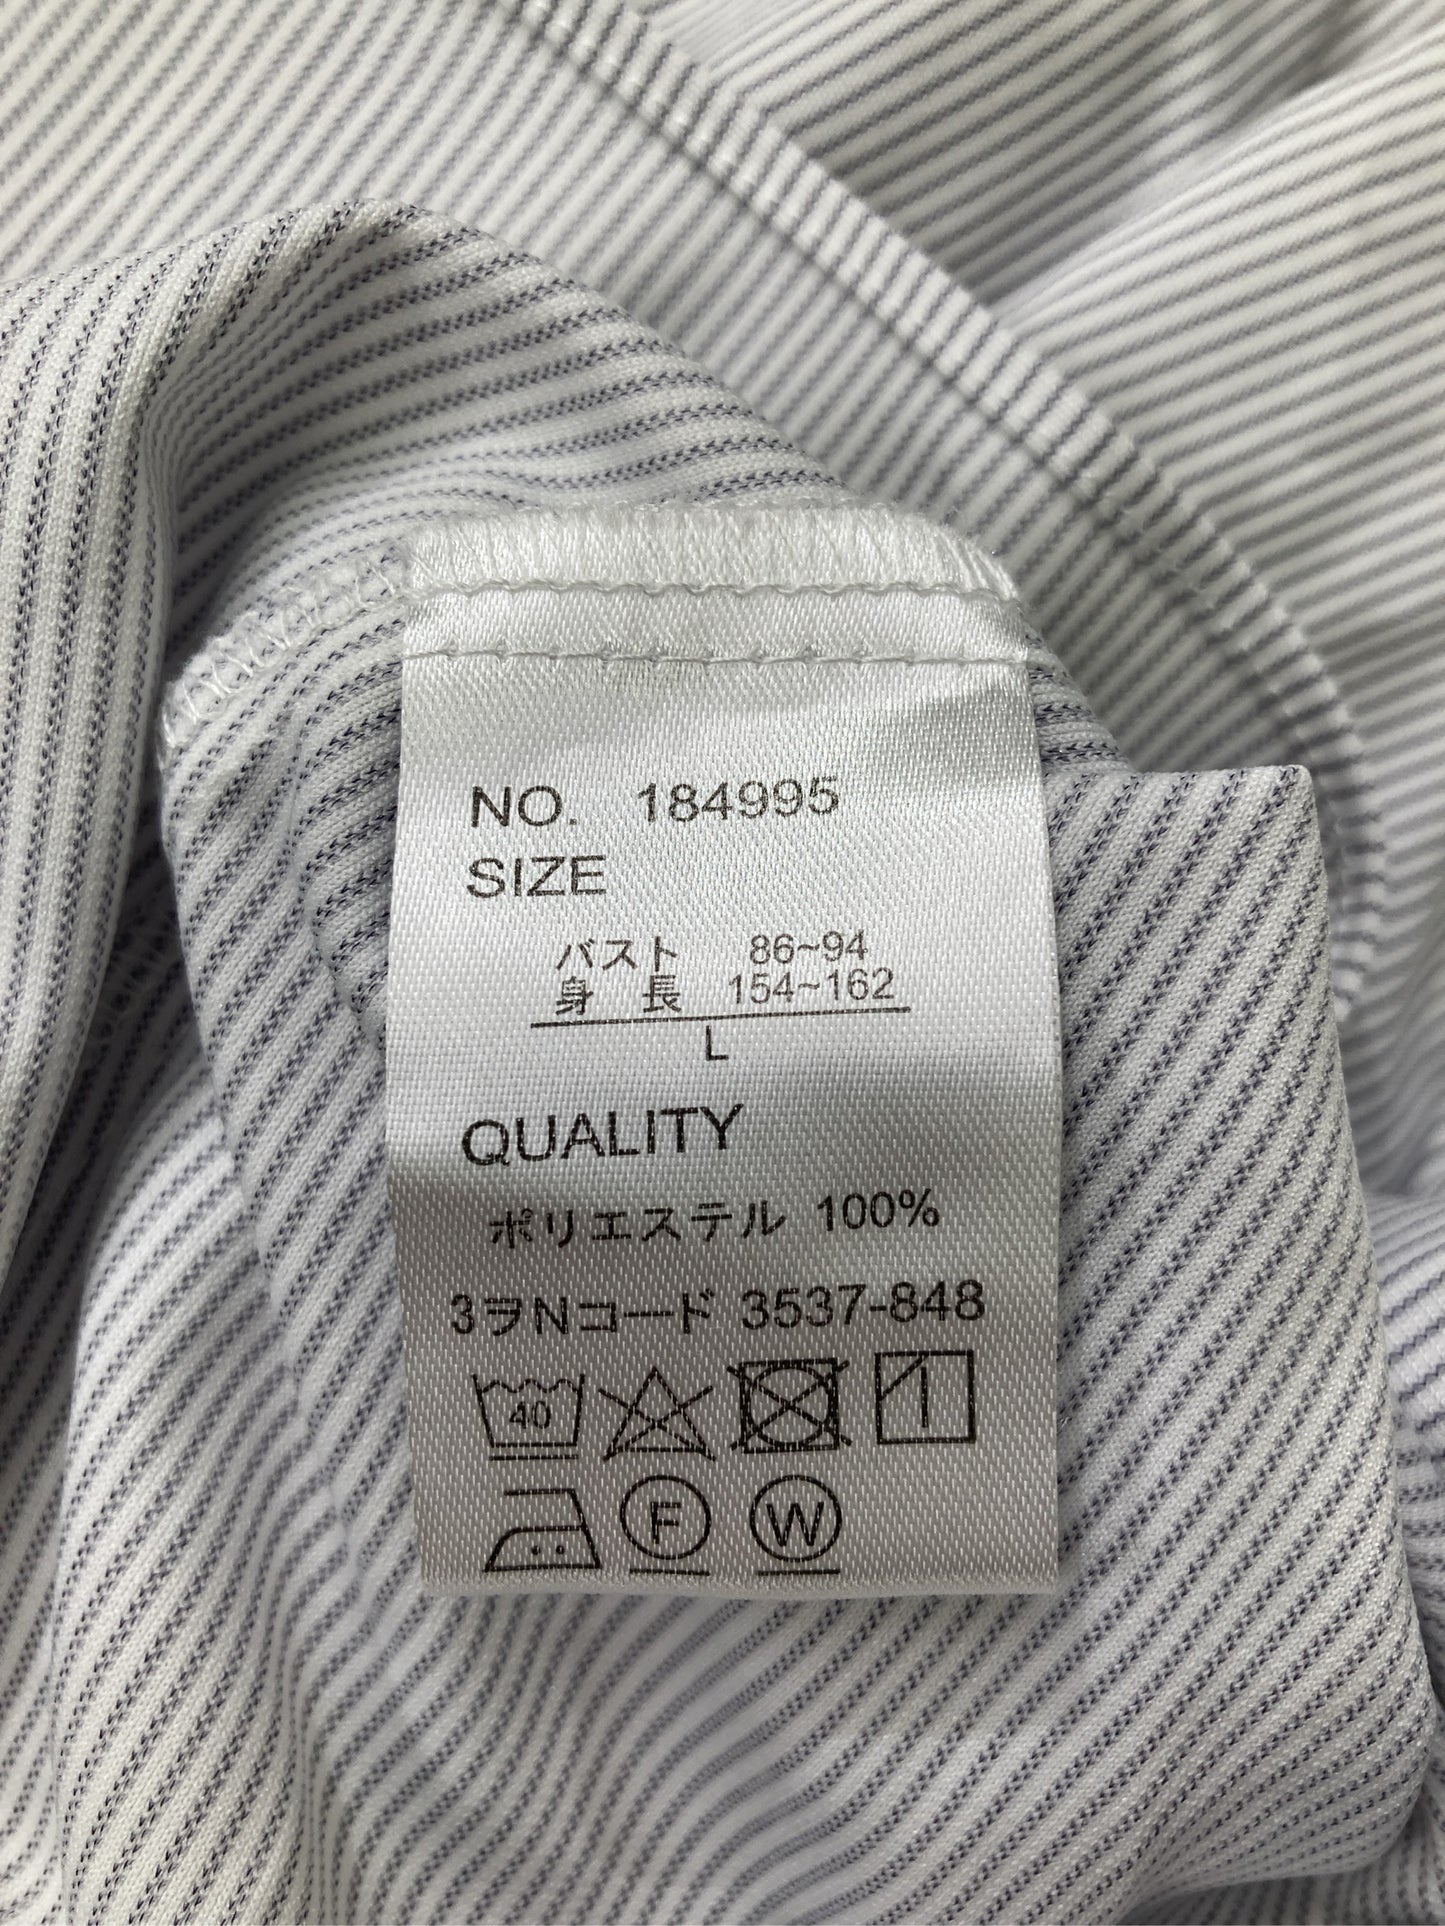 NO. 184995
SIZE
バスト 86~94
身 長 154~162
L
QUALITY
ポリエステル 100%
3ヲNコード 3537-848
40
F W